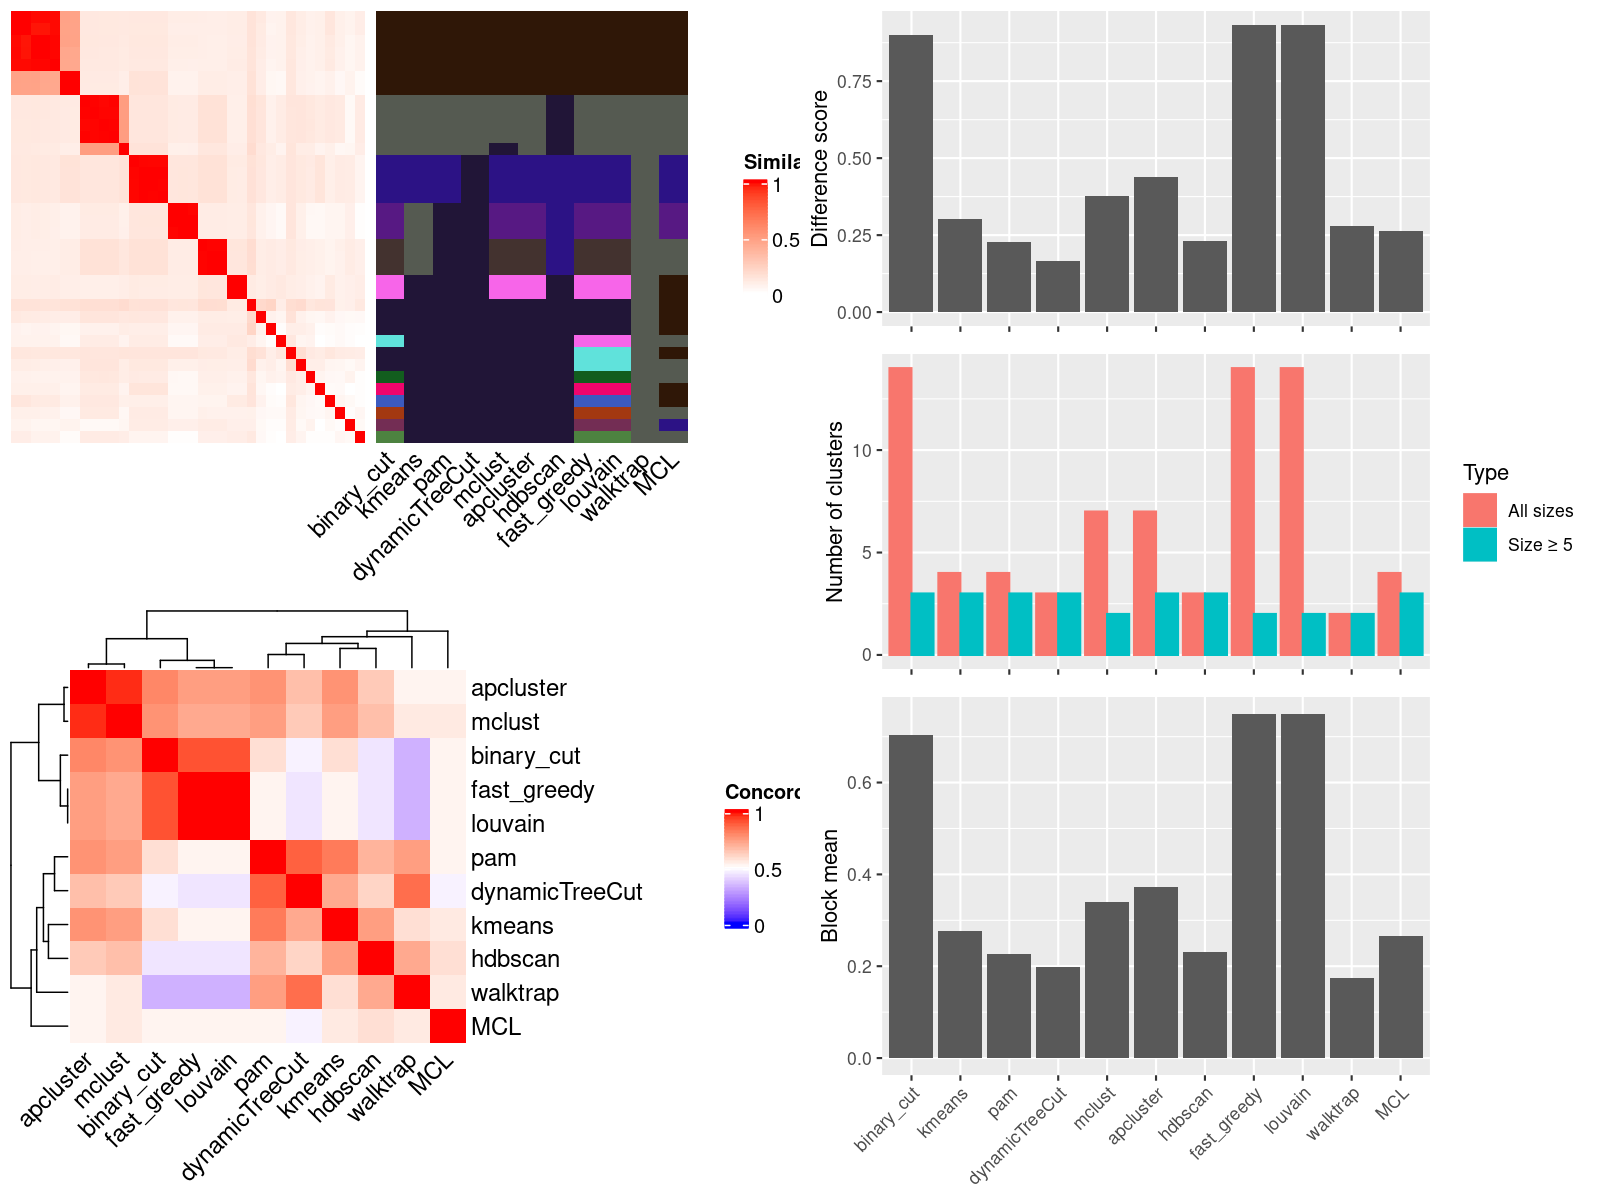 Simila
1
0.5
0
binary_cut
kmeans
pam
dynamicTreeCut
mclust
apcluster
hdbscan
fast_greedy
louvain
walktrap
MCL
apcluster
mclust
binary_cut
fast_greedy
louvain
pam
dynamicTreeCut
kmeans
hdbscan
walktrap
MCL
Concord
1
0.5
0
apcluster
mclust
binary_cut
fast_greedy
louvain
pam
dynamicTreeCut
kmeans
hdbscan
walktrap
MCL
Difference score
0.75
0.50
0.25
0.00
Number of clusters
10
5
0
Type
All sizes
Size ≥ 5
Block mean
0.6
0.4
0.2
0.0
binary_cut
kmeans
pam
dynamicTreeCut
mclust
apcluster
hdbscan
fast_greedy
louvain
walktrap
MCL